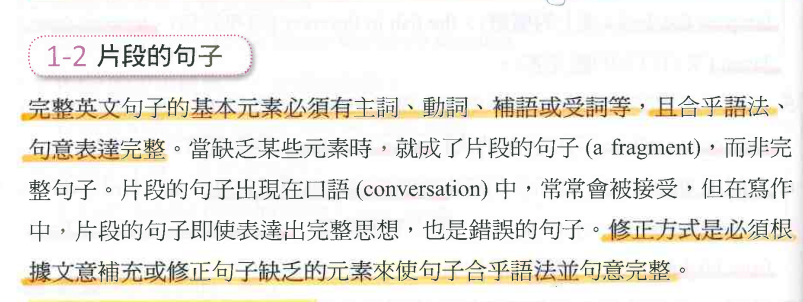 1-2 片段的句子
完整英文句子的基本元素必須有主詞、動詞、補語或受詞等，且合乎語法、
句意表達完整。當缺乏某些元素時，就成了片段的句子 (a fragment)，而非完
整句子。片段的句子出現在口語 (conversation) 中，常常會被接受，但在寫作
中，片段的句子即使表達出完整思想，也是錯誤的句子。修正方式是必須根
據文意補充或修正句子缺乏的元素來使句子合乎語法並句意完整。